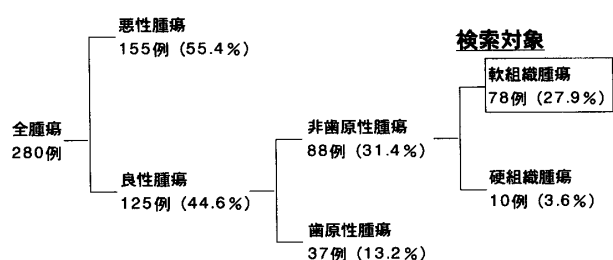 悪性腫瘍
155例 (55.4%)
検索対象
軟組織腫瘍
78例 (27.9%)
全腫瘍
280例
非歯原性腫瘍
88例 (31.4%)
良性腫瘍
125例 (44.6%)
硬組織腫瘍
10例 (3.6%)
歯原性腫瘍
37例 (13.2%)